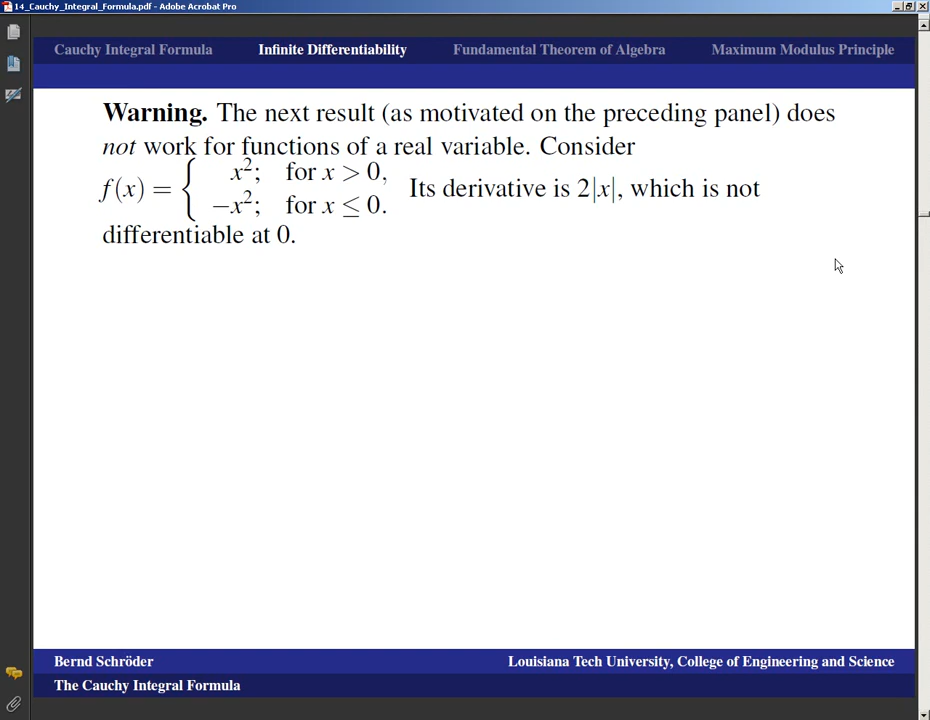 14_Cauchy_Integral_Formula.pdf - Adobe Acrobat Pro
Cauchy Integral Formula Infinite Differentiability Fundamental Theorem of Algebra Maximum Modulus Principle
Warning. The next result (as motivated on the preceding panel) does
not work for functions of a real variable. Consider
f(x) = { x²; for x > 0,
−x²; for x ≤ 0. Its derivative is 2|x|, which is not
differentiable at 0.
Bernd Schröder Louisiana Tech University, College of Engineering and Science
The Cauchy Integral Formula